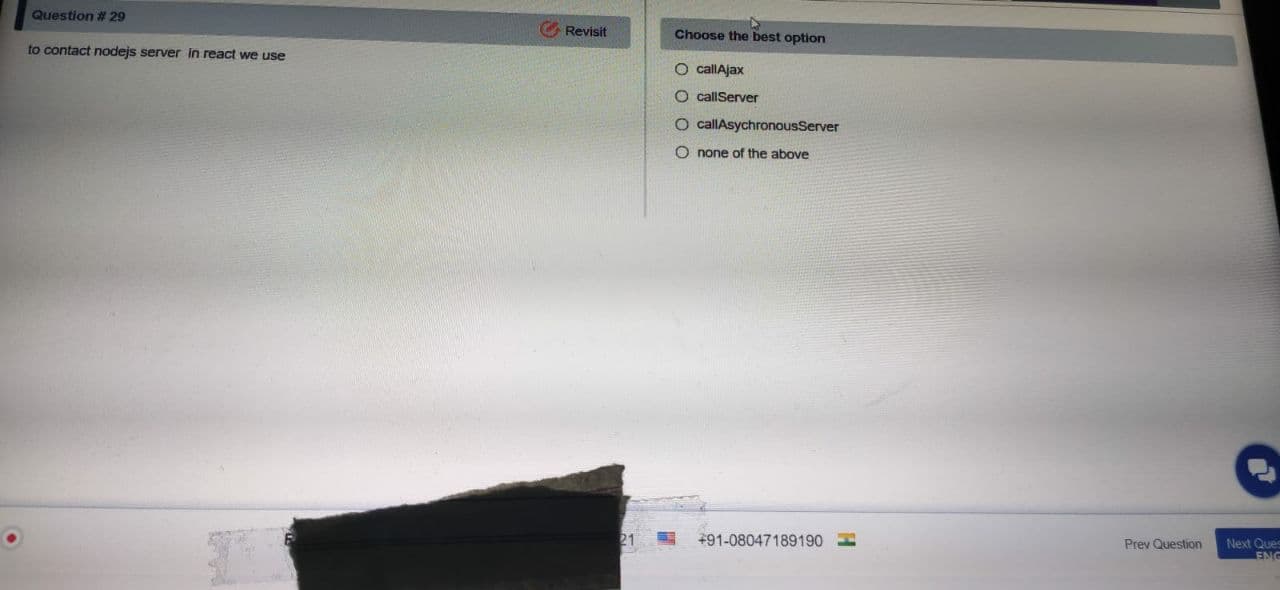 Question # 29
Revisit
to contact nodejs server in react we use
Choose the best option
callAjax
callServer
callAsychronousServer
none of the above
21
+91-08047189190
Prev Question
Next Ques
ENG